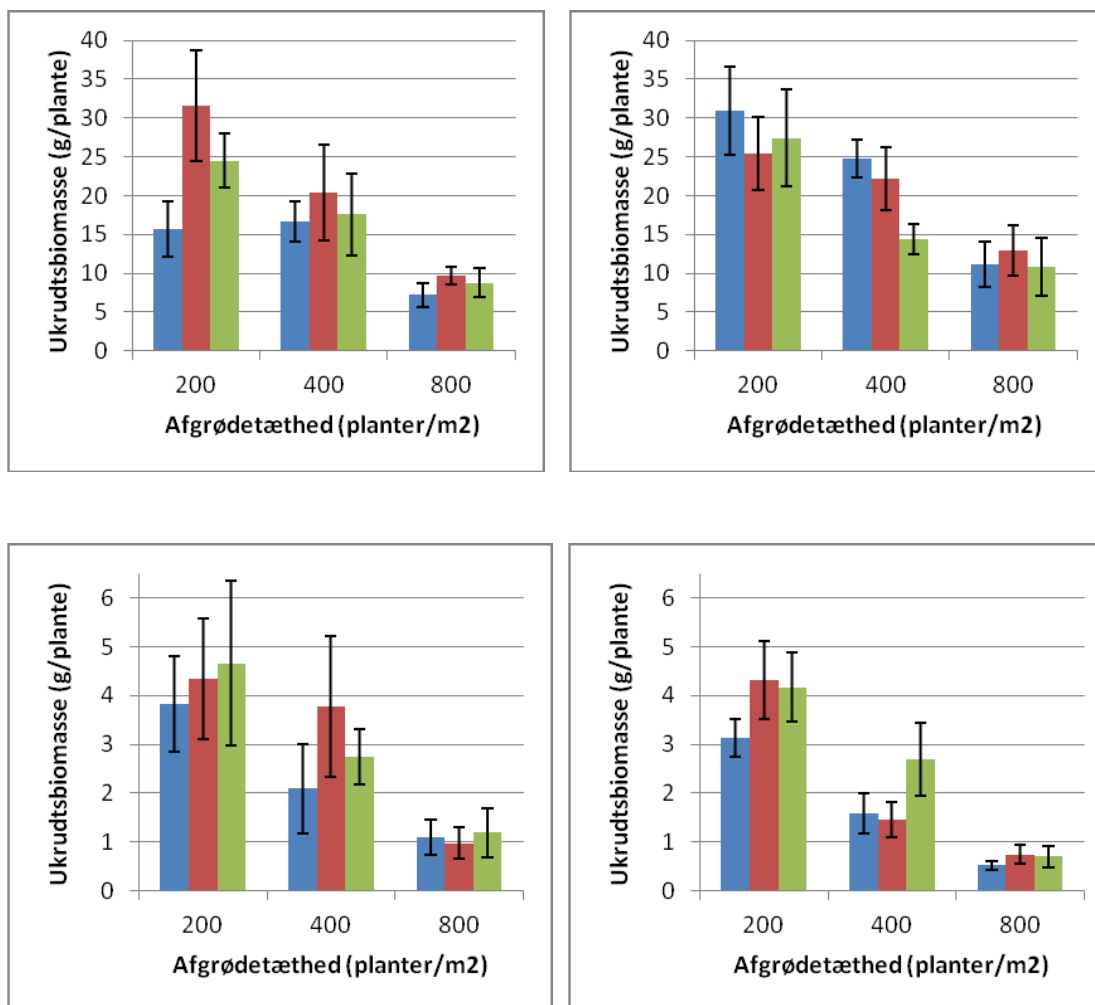 Ukrudtsbiomasse (g/plante)
40
35
30
25
20
15
10
5
0
200 400 800
Afgrødetæthed (planter/m2)
Ukrudtsbiomasse (g/plante)
40
35
30
25
20
15
10
5
0
200 400 800
Afgrødetæthed (planter/m2)
Ukrudtsbiomasse (g/plante)
6
5
4
3
2
1
0
200 400 800
Afgrødetæthed (planter/m2)
Ukrudtsbiomasse (g/plante)
6
5
4
3
2
1
0
200 400 800
Afgrødetæthed (planter/m2)